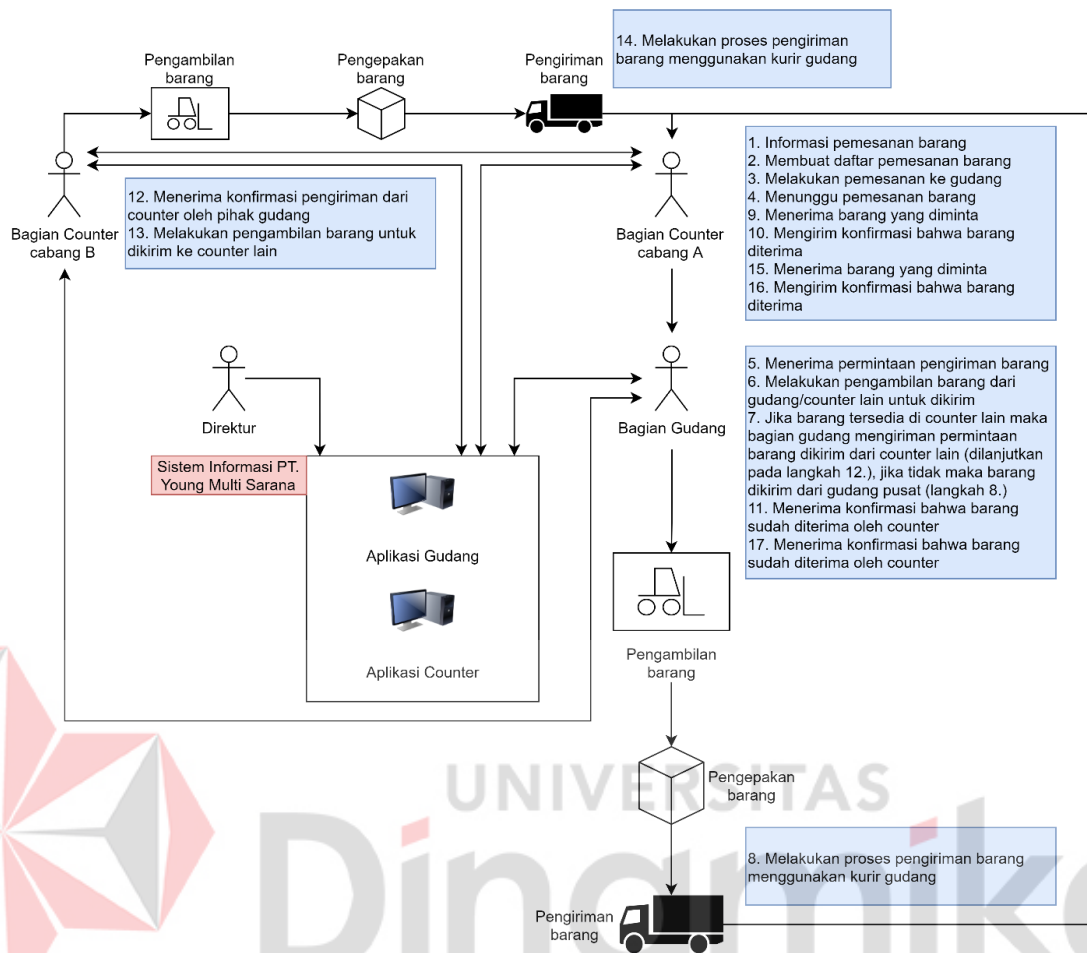 14. Melakukan proses pengiriman
barang menggunakan kurir gudang
Pengambilan
barang
Pengepakan
barang
Pengiriman
barang
1. Informasi pemesanan barang
2. Membuat daftar pemesanan barang
3. Melakukan pemesanan ke gudang
4. Menunggu pemesanan barang
9. Menerima barang yang diminta
10. Mengirim konfirmasi bahwa barang
diterima
15. Menerima barang yang diminta
16. Mengirim konfirmasi bahwa barang
diterima
12. Menerima konfirmasi pengiriman dari
counter oleh pihak gudang
13. Melakukan pengambilan barang untuk
dikirim ke counter lain
Bagian Counter
cabang B
Bagian Counter
cabang A
5. Menerima permintaan pengiriman barang
6. Melakukan pengambilan barang dari
gudang/counter lain untuk dikirim
7. Jika barang tersedia di counter lain maka
bagian gudang mengiriman permintaan
barang dikirim dari counter lain (dilanjutkan
pada langkah 12.), jika tidak maka barang
dikirim dari gudang pusat (langkah 8.)
11. Menerima konfirmasi bahwa barang
sudah diterima oleh counter
17. Menerima konfirmasi bahwa barang
sudah diterima oleh counter
Direktur
Bagian Gudang
Sistem Informasi PT.
Young Multi Sarana
Aplikasi Gudang
Aplikasi Counter
Pengambilan
barang
Pengepakan
barang
UNIVERSITAS
Dinamika
8. Melakukan proses pengiriman barang
menggunakan kurir gudang
Pengiriman
barang